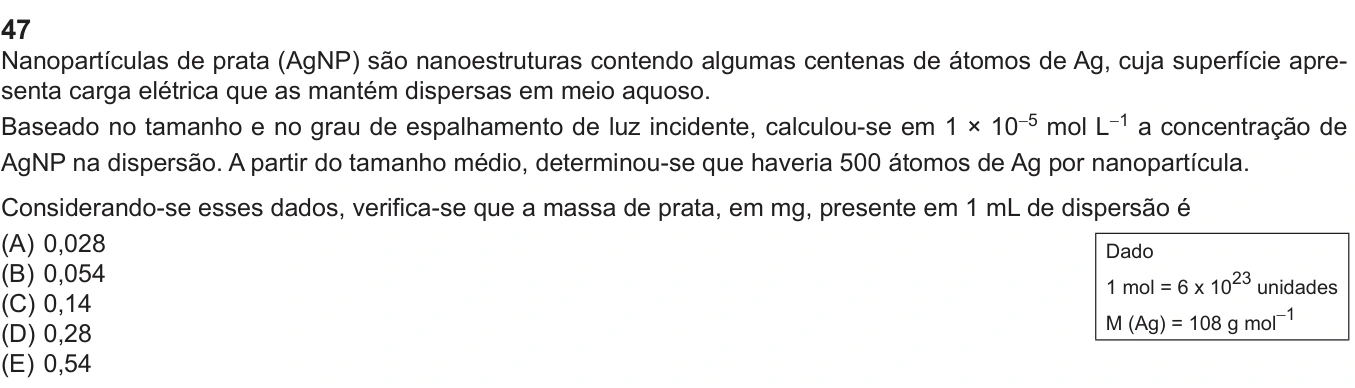 47
Nanopartículas de prata (AgNP) são nanoestruturas contendo algumas centenas de átomos de Ag, cuja superfície apre-
senta carga elétrica que as mantém dispersas em meio aquoso.
Baseado no tamanho e no grau de espalhamento de luz incidente, calculou-se em 1 × 10⁻⁵ mol L⁻¹ a concentração de
AgNP na dispersão. A partir do tamanho médio, determinou-se que haveria 500 átomos de Ag por nanopartícula.
Considerando-se esses dados, verifica-se que a massa de prata, em mg, presente em 1 mL de dispersão é
(A) 0,028
(B) 0,054
(C) 0,14
(D) 0,28
(E) 0,54
Dado
1 mol = 6 x 10²³ unidades
M (Ag) = 108 g mol⁻¹